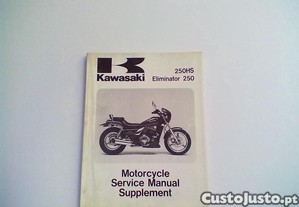 Kawasaki
250HS
Eliminator 250
Motorcycle
Service Manual
Supplement
CustoJusto.pt